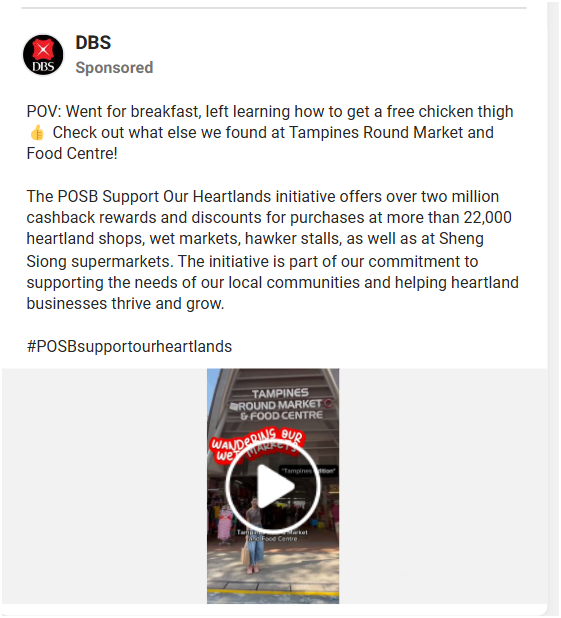 DBS
DBS
Sponsored
POV: Went for breakfast, left learning how to get a free chicken thigh
👍 Check out what else we found at Tampines Round Market and
Food Centre!
The POSB Support Our Heartlands initiative offers over two million
cashback rewards and discounts for purchases at more than 22,000
heartland shops, wet markets, hawker stalls, as well as at Sheng
Siong supermarkets. The initiative is part of our commitment to
supporting the needs of our local communities and helping heartland
businesses thrive and grow.
#POSBsupportourheartlands
TAMPINES
ROUND MARKET
& FOOD CENTRE
WANDERING OUR
WET MARKETS
"Tampines Edition"
Market
and Food Centre